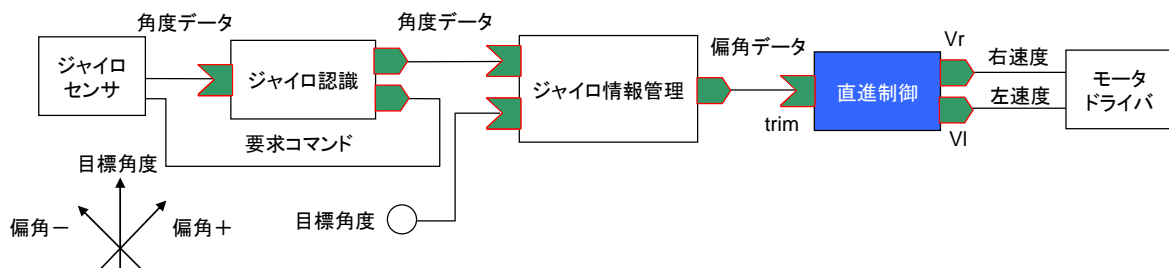 角度データ
角度データ
偏角データ
Vr
ジャイロ
センサ
ジャイロ認識
ジャイロ情報管理
直進制御
右速度
左速度
モータ
ドライバ
trim
Vl
要求コマンド
目標角度
目標角度
偏角－
偏角＋